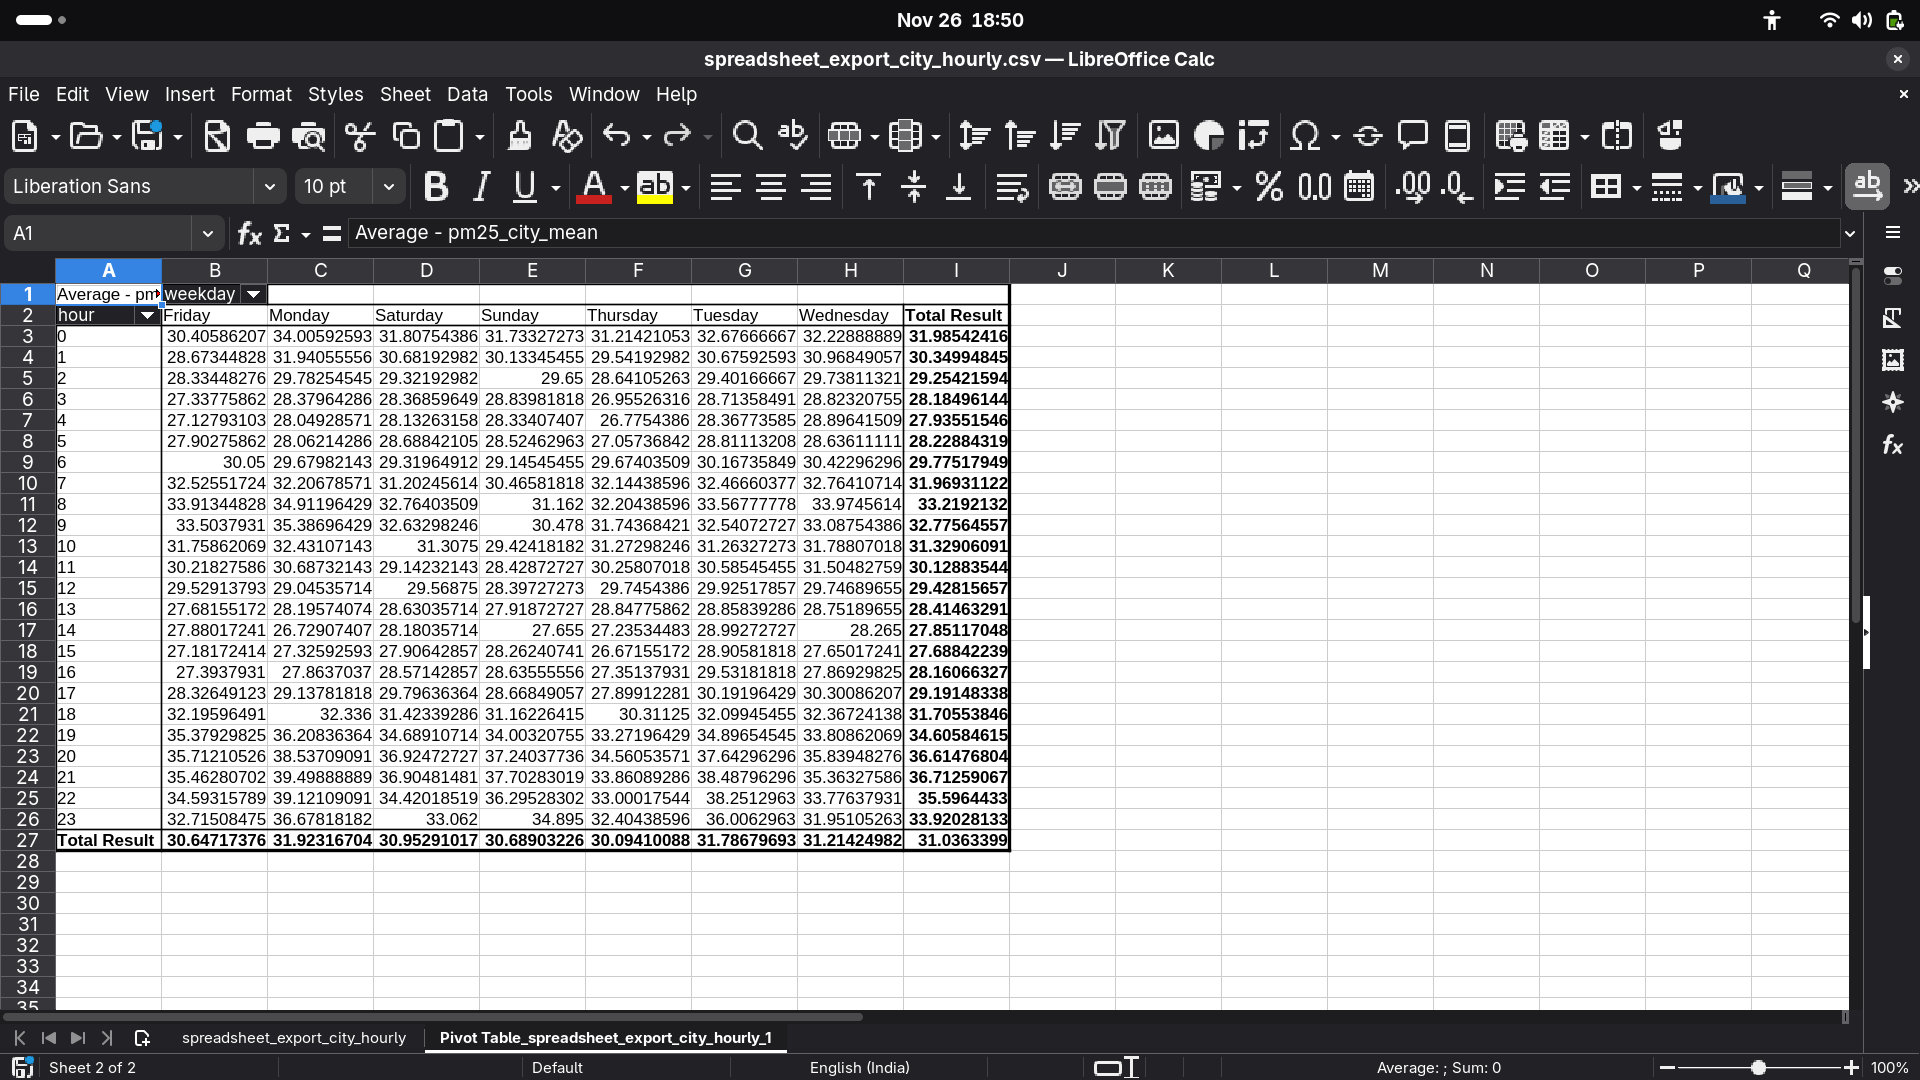 Nov 26 18:50
spreadsheet_export_city_hourly.csv — LibreOffice Calc
File Edit View Insert Format Styles Sheet Data Tools Window Help
Liberation Sans 10 pt B I U A ab % 0.0 .00 .0 ab
A1 fx Σ = Average - pm25_city_mean
A B C D E F G H I J K L M N O P Q
1 Average - pm weekday
2 hour Friday Monday Saturday Sunday Thursday Tuesday Wednesday Total Result
3 0 30.40586207 34.00592593 31.80754386 31.73327273 31.21421053 32.67666667 32.22888889 31.98542416
4 1 28.67344828 31.94055556 30.68192982 30.13345455 29.54192982 30.67592593 30.96849057 30.34994845
5 2 28.33448276 29.78254545 29.32192982 29.65 28.64105263 29.40166667 29.73811321 29.25421594
6 3 27.33775862 28.37964286 28.36859649 28.83981818 26.95526316 28.71358491 28.82320755 28.18496144
7 4 27.12793103 28.04928571 28.13263158 28.33407407 26.7754386 28.36773585 28.89641509 27.93551546
8 5 27.90275862 28.06214286 28.68842105 28.52462963 27.05736842 28.81113208 28.63611111 28.22884319
9 6 30.05 29.67982143 29.31964912 29.14545455 29.67403509 30.16735849 30.42296296 29.77517949
10 7 32.52551724 32.20678571 31.20245614 30.46581818 32.14438596 32.46660377 32.76410714 31.96931122
11 8 33.91344828 34.91196429 32.76403509 31.162 32.20438596 33.56777778 33.9745614 33.2192132
12 9 33.5037931 35.38696429 32.63298246 30.478 31.74368421 32.54072727 33.08754386 32.77564557
13 10 31.75862069 32.43107143 31.3075 29.42418182 31.27298246 31.26327273 31.78807018 31.32906091
14 11 30.21827586 30.68732143 29.14232143 28.42872727 30.25807018 30.58545455 31.50482759 30.12883544
15 12 29.52913793 29.04535714 29.56875 28.39727273 29.7454386 29.92517857 29.74689655 29.42815657
16 13 27.68155172 28.19574074 28.63035714 27.91872727 28.84775862 28.85839286 28.75189655 28.41463291
17 14 27.88017241 26.72907407 28.18035714 27.655 27.23534483 28.99272727 28.265 27.85117048
18 15 27.18172414 27.32592593 27.90642857 28.26240741 26.67155172 28.90581818 27.65017241 27.68842239
19 16 27.3937931 27.8637037 28.57142857 28.63555556 27.35137931 29.53181818 27.86929825 28.16066327
20 17 28.32649123 29.13781818 29.79636364 28.66849057 27.89912281 30.19196429 30.30086207 29.19148338
21 18 32.19596491 32.336 31.42339286 31.16226415 30.31125 32.09945455 32.36724138 31.70553846
22 19 35.37929825 36.20836364 34.68910714 34.00320755 33.27196429 34.89654545 33.80862069 34.60584615
23 20 35.71210526 38.53709091 36.92472727 37.24037736 34.56053571 37.64296296 35.83948276 36.61476804
24 21 35.46280702 39.49888889 36.90481481 37.70283019 33.86089286 38.48796296 35.36327586 36.71259067
25 22 34.59315789 39.12109091 34.42018519 36.29528302 33.00017544 38.2512963 33.77637931 35.5964433
26 23 32.71508475 36.67818182 33.062 34.895 32.40438596 36.0062963 31.95105263 33.92028133
27 Total Result 30.64717376 31.92316704 30.95291017 30.68903226 30.09410088 31.78679693 31.21424982 31.0363399
28
29
30
31
32
33
34
35
spreadsheet_export_city_hourly Pivot Table_spreadsheet_export_city_hourly_1
Sheet 2 of 2 Default English (India) Average: ; Sum: 0 100%